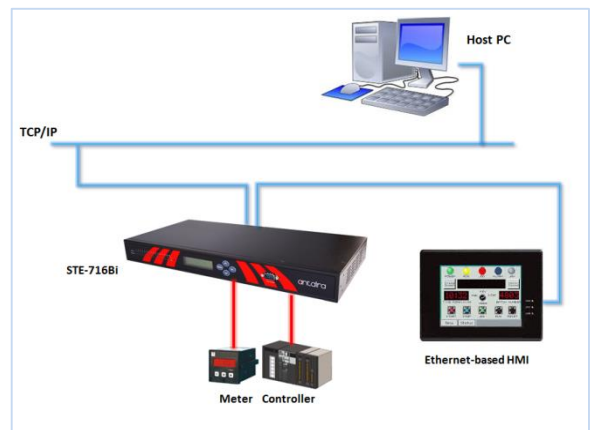 Host PC
TCP/IP
STE-716Bi
antaira
Ethernet-based HMI
Meter Controller